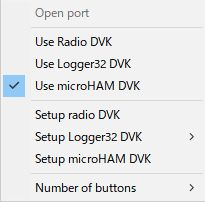 Open port
Use Radio DVK
Use Logger32 DVK
Use microHAM DVK
Setup radio DVK
Setup Logger32 DVK
Setup microHAM DVK
Number of buttons